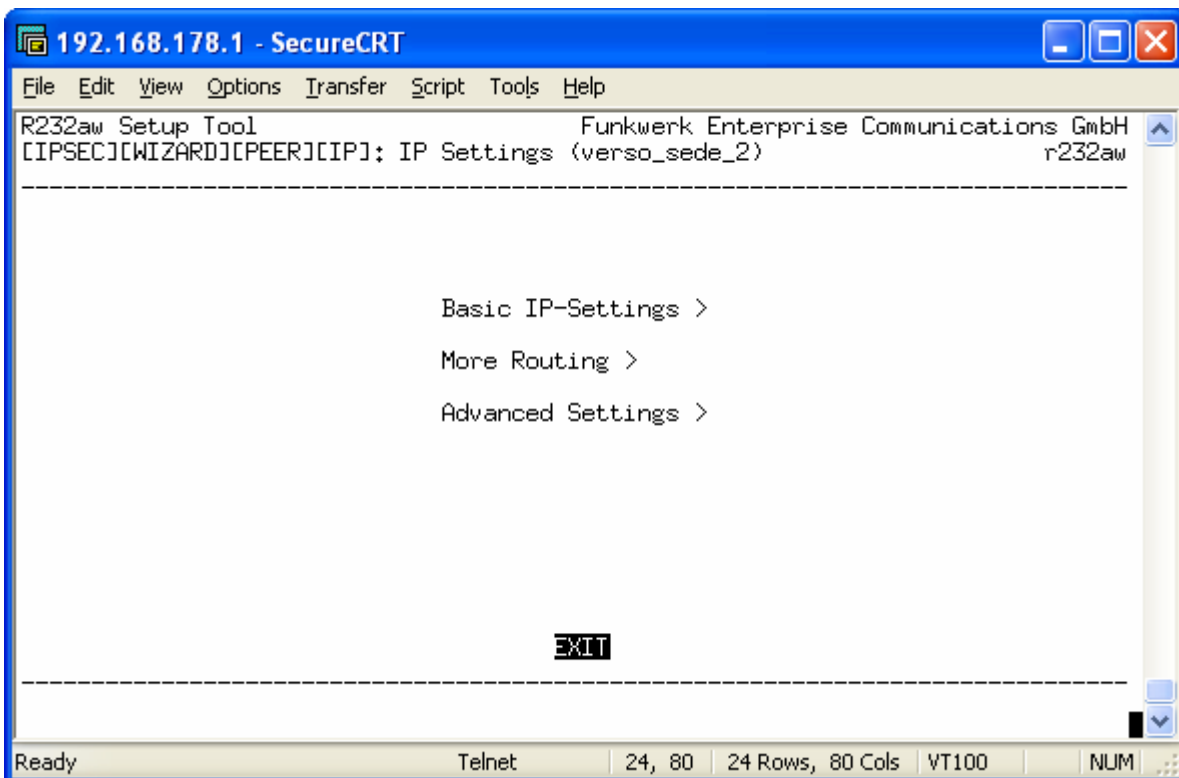 192.168.178.1 - SecureCRT
File Edit View Options Transfer Script Tools Help
R232aw Setup Tool Funkwerk Enterprise Communications GmbH
[IPSEC][WIZARD][PEER][IP]: IP Settings (verso_sede_2) r232aw
Basic IP-Settings >
More Routing >
Advanced Settings >
EXIT
Ready Telnet 24, 80 24 Rows, 80 Cols VT100 NUM